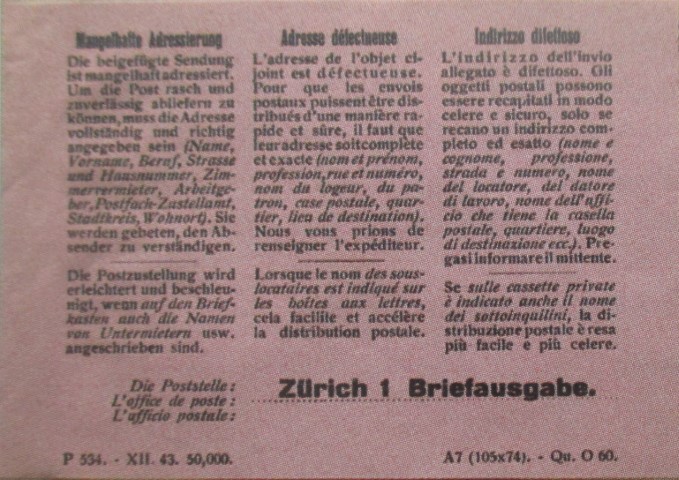 Mangelhafte Adressierung
Die beigefügte Sendung
ist mangelhaft adressiert.
Um die Post rasch und
zuverlässig abliefern zu
können, muss die Adresse
vollständig und richtig
angegeben sein (Name,
Vorname, Beruf, Strasse
und Hausnummer, Zim-
mervermieter, Arbeitge-
ber, Postfach-Zustellamt,
Stadtkreis, Wohnort). Sie
werden gebeten, den Ab-
sender zu verständigen.
Die Postzustellung wird
erleichtert und beschleu-
nigt, wenn auf den Brief-
kasten auch die Namen
von Untermietern usw.
angeschrieben sind.
Adresse défectueuse
L'adresse de l'objet ci-
joint est défectueuse.
Pour que les envois
postaux puissent être dis-
tribués d'une manière ra-
pide et sûre, il faut que
leur adresse soit complète
et exacte (nom et prénom,
profession, rue et numéro,
nom du logeur, du pa-
tron, case postale, quar-
tier, lieu de destination).
Nous vous prions de
renseigner l'expéditeur.
Lorsque le nom des sous-
locataires est indiqué sur
les boîtes aux lettres,
cela facilite et accélère
la distribution postale.
Indirizzo difettoso
L'indirizzo dell'invio
allegato è difettoso. Gli
oggetti postali possono
essere recapitati in modo
celere e sicuro, solo se
recano un indirizzo com-
pleto ed esatto (nome e
cognome, professione,
strada e numero, nome
del locatore, del datore
di lavoro, nome dell'uffi-
cio che tiene la casella
postale, quartiere, luogo
di destinazione ecc.). Pre-
gasi informare il mittente.
Se sulle cassette private
è indicato anche il nome
dei sottoinquilini, la di-
stribuzione postale è resa
più facile e più celere.
Die Poststelle:
L'office de poste:
L'ufficio postale:
Zürich 1 Briefausgabe.
P 534. - XII. 43. 50,000.
A7 (105x74). - Qu. O 60.